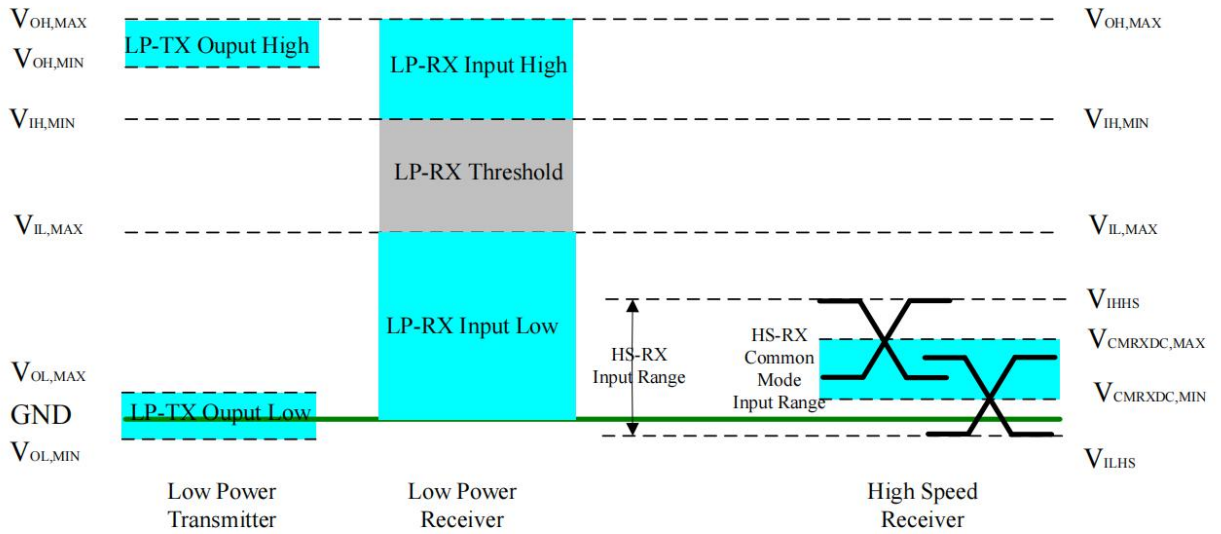 VOH,MAX
LP-TX Ouput High
VOH,MIN
VIH,MIN
VIL,MAX
VOL,MAX
GND
LP-TX Ouput Low
VOL,MIN
Low Power
Transmitter
LP-RX Input High
LP-RX Threshold
LP-RX Input Low
Low Power
Receiver
HS-RX
Input Range
HS-RX
Common
Mode
Input Range
High Speed
Receiver
VOH,MAX
VIH,MIN
VIL,MAX
VIHHS
VCMRXDC,MAX
VCMRXDC,MIN
VILHS